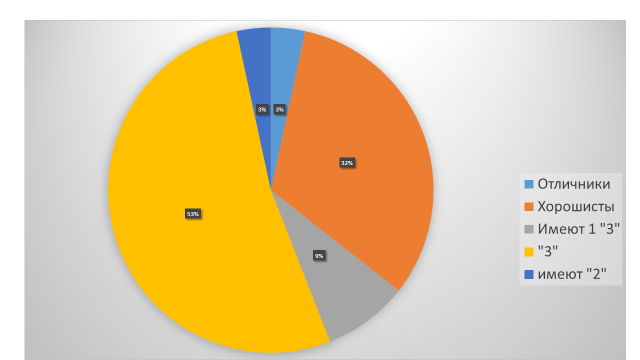 3%
3%
32%
53%
9%
Отличники
Хорошисты
Имеют 1 "3"
"3"
имеют "2"